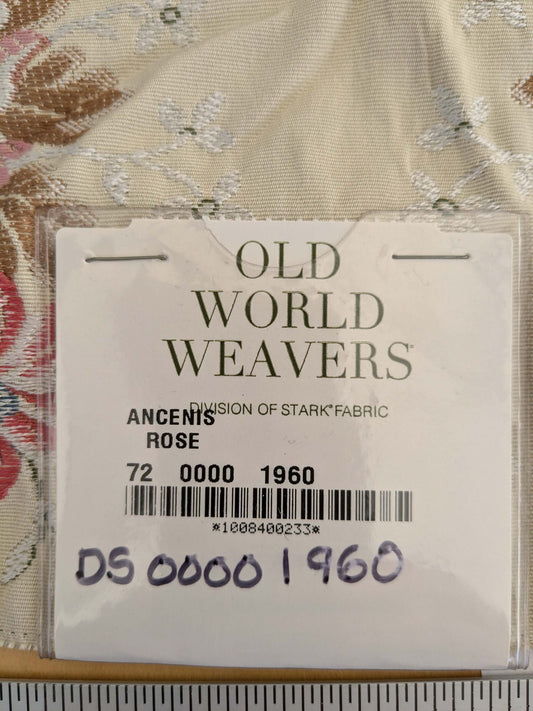 OLD
WORLD
WEAVERS
DIVISION OF STARK® FABRIC
ANCENIS
ROSE
72 0000 1960
*1008400233*
DS 0000 1960